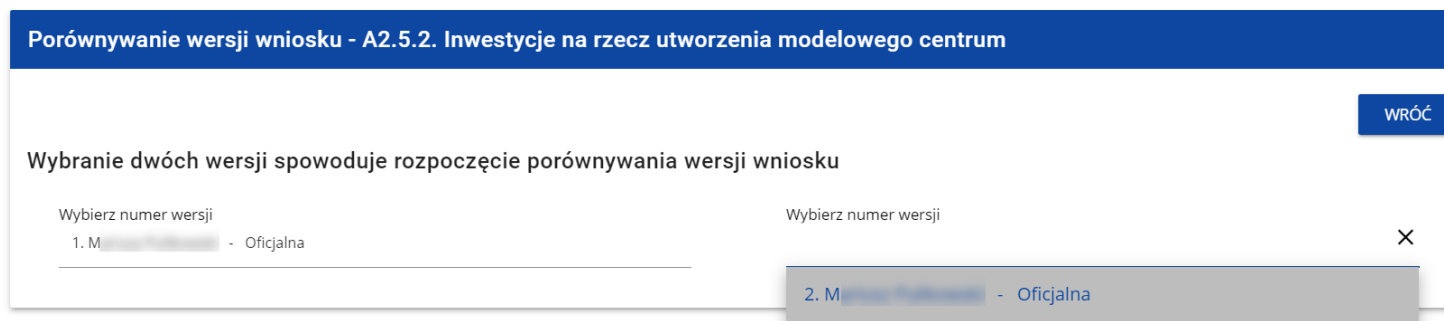 Porównywanie wersji wniosku - A2.5.2. Inwestycje na rzecz utworzenia modelowego centrum
WRÓĆ
Wybranie dwóch wersji spowoduje rozpoczęcie porównywania wersji wniosku
Wybierz numer wersji
1. M - Oficjalna
Wybierz numer wersji
2. M - Oficjalna